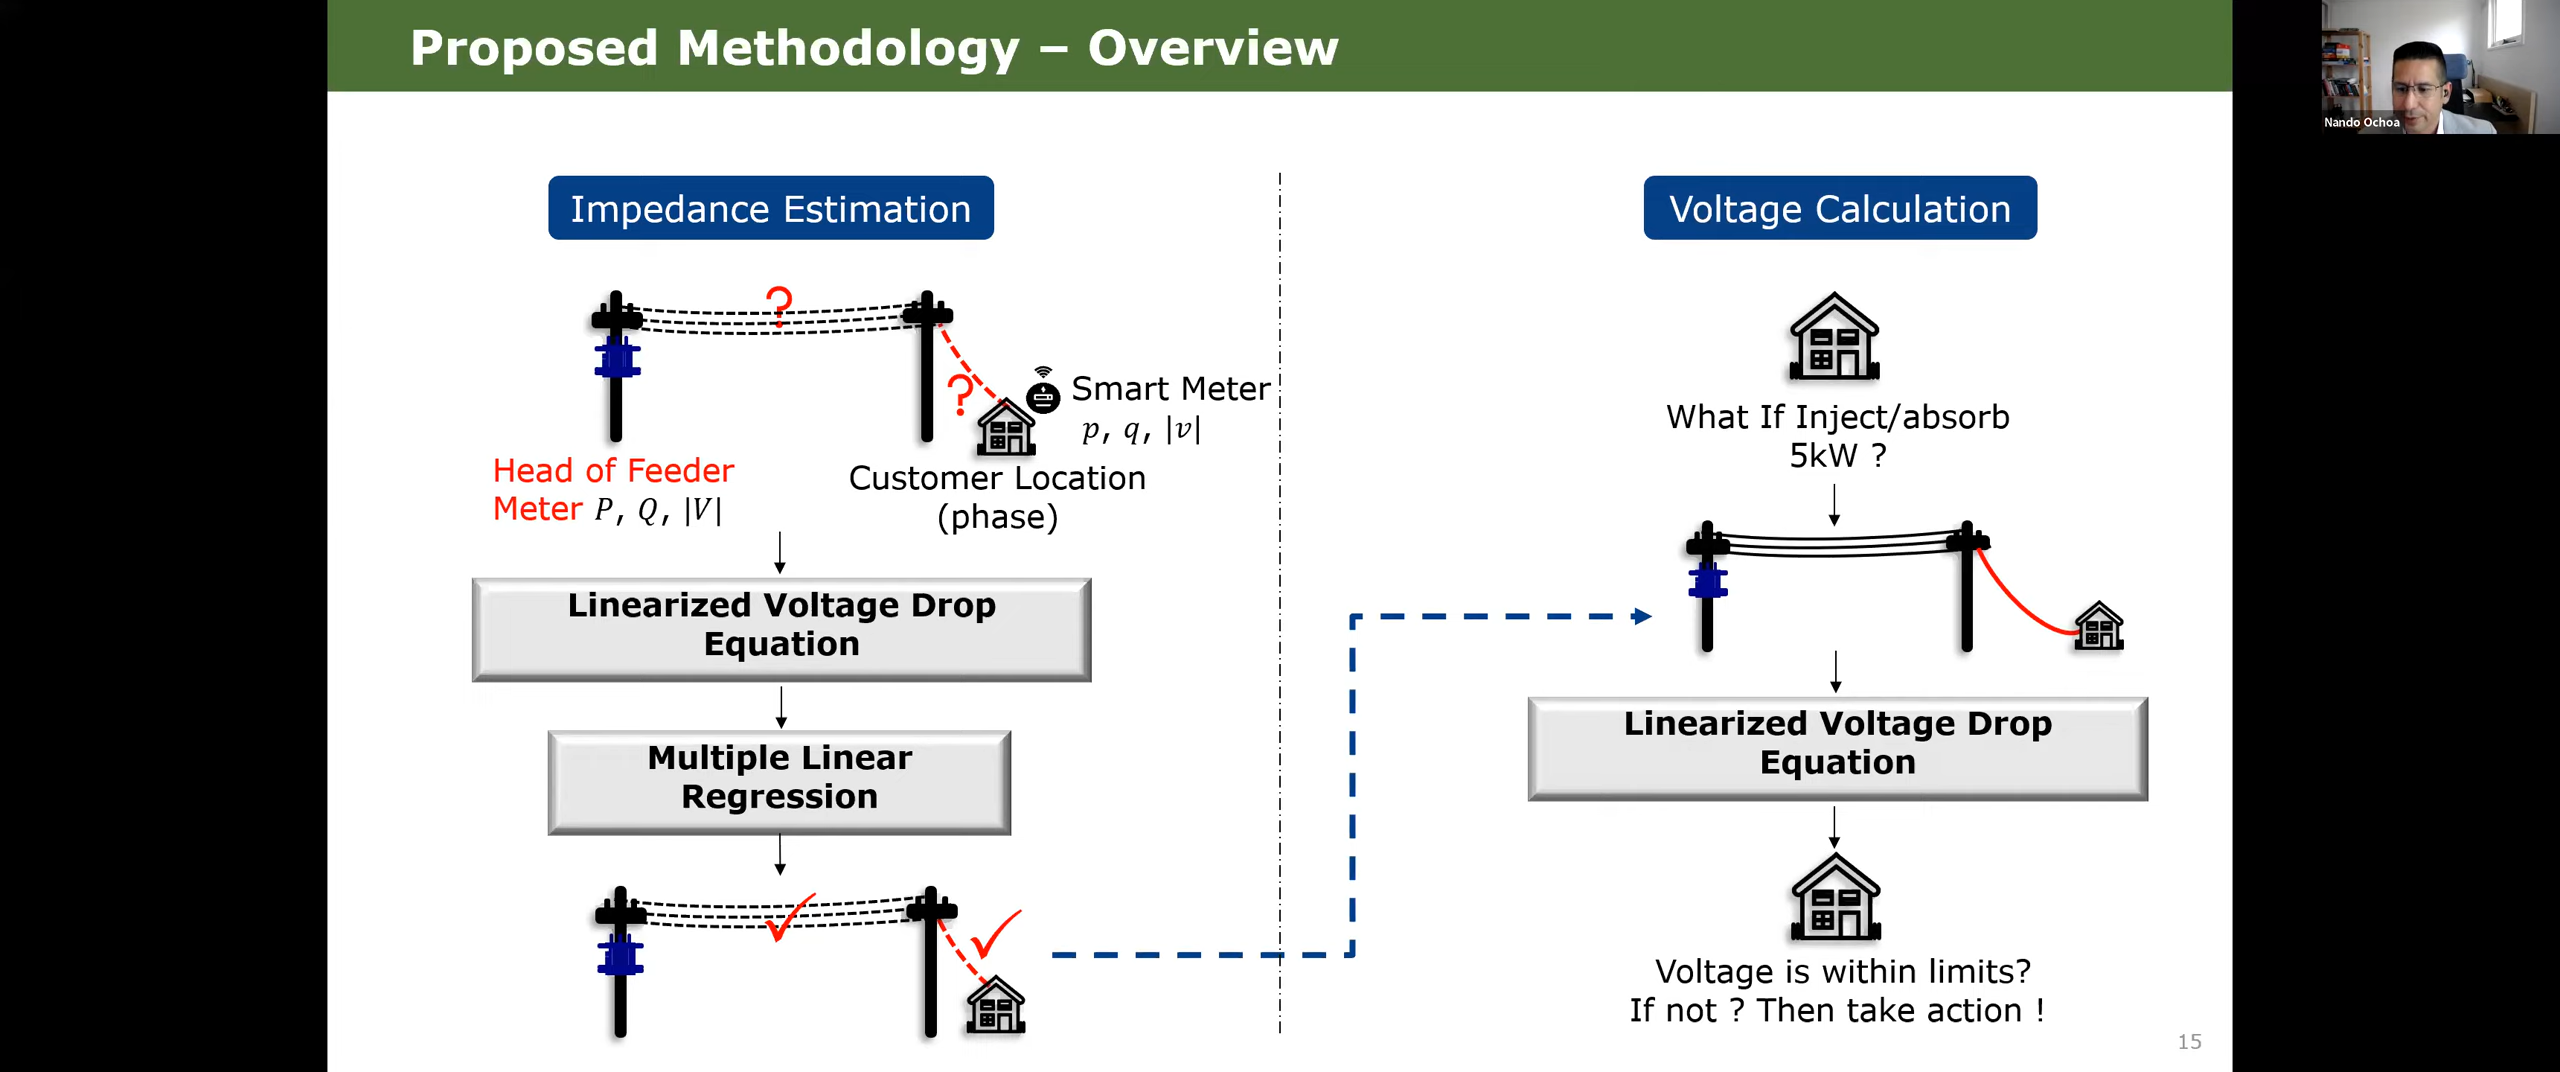 Proposed Methodology – Overview
Nando Ochoa
Impedance Estimation
?
?
Smart Meter
p, q, |v|
Head of Feeder
Meter P, Q, |V|
Customer Location
(phase)
Linearized Voltage Drop
Equation
Multiple Linear
Regression
Voltage Calculation
What If Inject/absorb
5kW ?
Linearized Voltage Drop
Equation
Voltage is within limits?
If not ? Then take action !
15